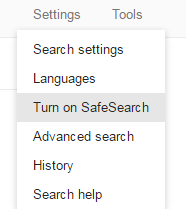 Settings Tools
Search settings
Languages
Turn on SafeSearch
Advanced search
History
Search help